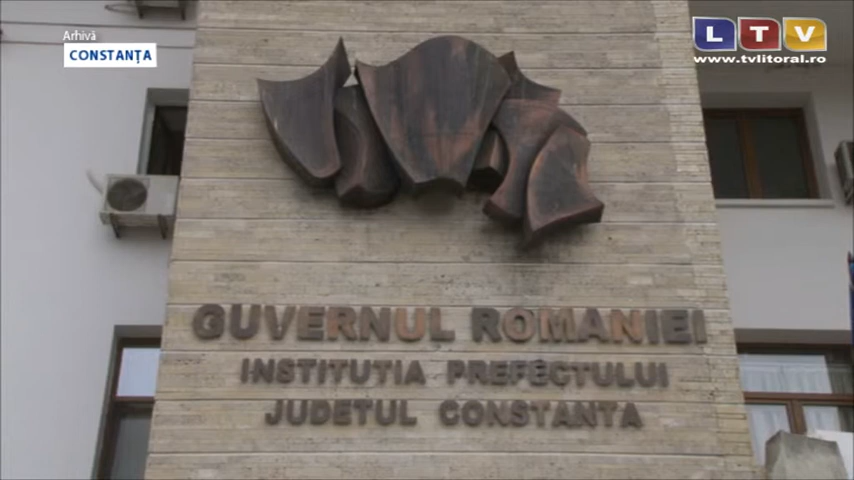 Arhivă
CONSTANȚA
LTV
www.tvlitoral.ro
GUVERNUL ROMANIEI
INSTITUTIA PREFECTULUI
JUDETUL CONSTANTA